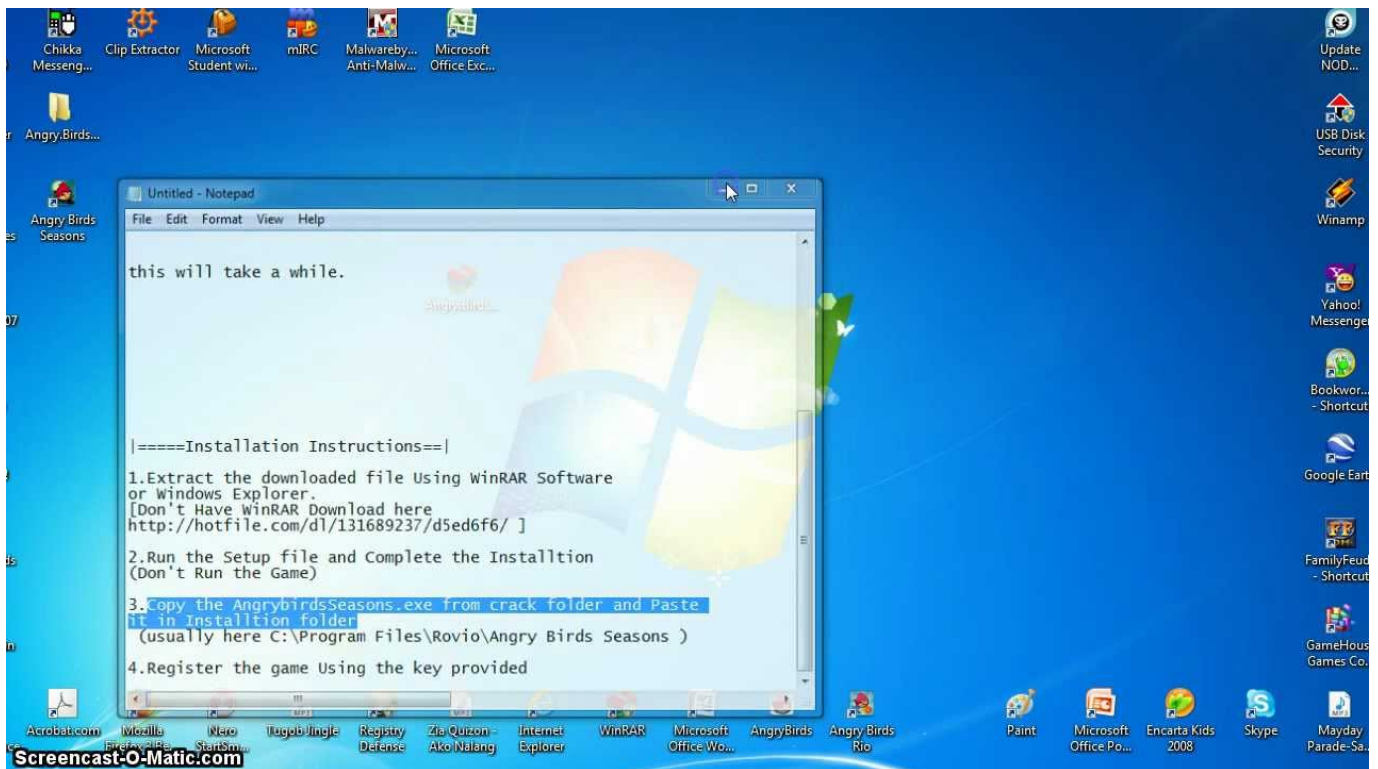 Chikka
Messeng...
Clip Extractor
Microsoft
Student wi...
mIRC
Malwareby...
Anti-Malw...
Microsoft
Office Exc...
Update
NOD...
Angry.Birds...
USB Disk
Security
Angry Birds
Seasons
Winamp
Yahoo!
Messenger
Bookwor...
- Shortcut
Google Eart
FamilyFeud
- Shortcut
GameHous
Games Co.
Untitled - Notepad
File Edit Format View Help
this will take a while.
|=====Installation Instructions==|
1.Extract the downloaded file Using WinRAR Software
or Windows Explorer.
[Don't Have WinRAR Download here
http://hotfile.com/dl/131689237/d5ed6f6/ ]
2.Run the Setup file and Complete the Installtion
(Don't Run the Game)
3.Copy the AngrybirdsSeasons.exe from crack folder and Paste
it in Installtion folder
(usually here C:\Program Files\Rovio\Angry Birds Seasons )
4.Register the game Using the key provided
Acrobat.com
Mozilla
Nero
StartSm...
Tugob Jingle
Registry
Defense
Zia Quizon -
Ako Nalang
Internet
Explorer
WinRAR
Microsoft
Office Wo...
AngryBirds
Angry Birds
Rio
Paint
Microsoft
Office Po...
Encarta Kids
2008
Skype
Mayday
Parade-Sa...
Screencast-O-Matic.com